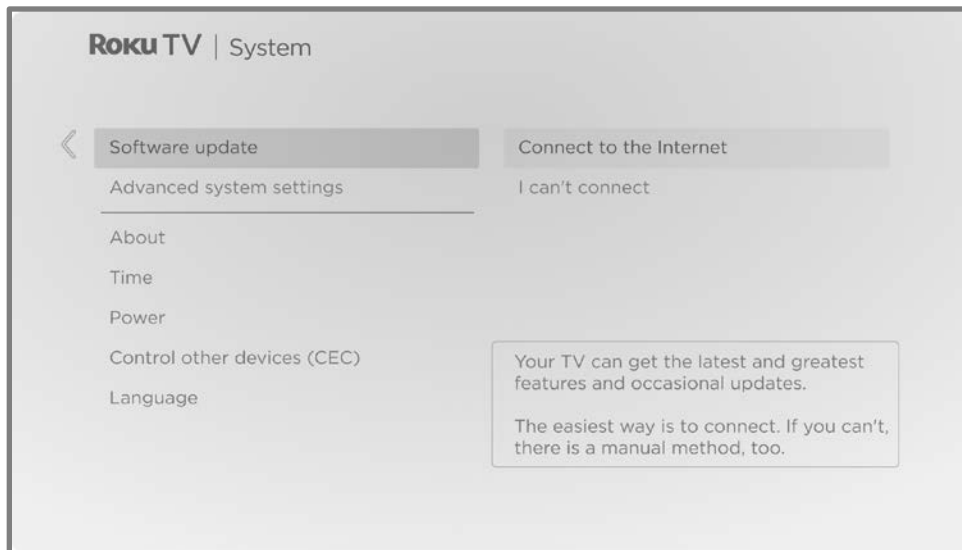 Roku TV | System
Software update
Advanced system settings
About
Time
Power
Control other devices (CEC)
Language
Connect to the Internet
I can't connect
Your TV can get the latest and greatest
features and occasional updates.
The easiest way is to connect. If you can't,
there is a manual method, too.